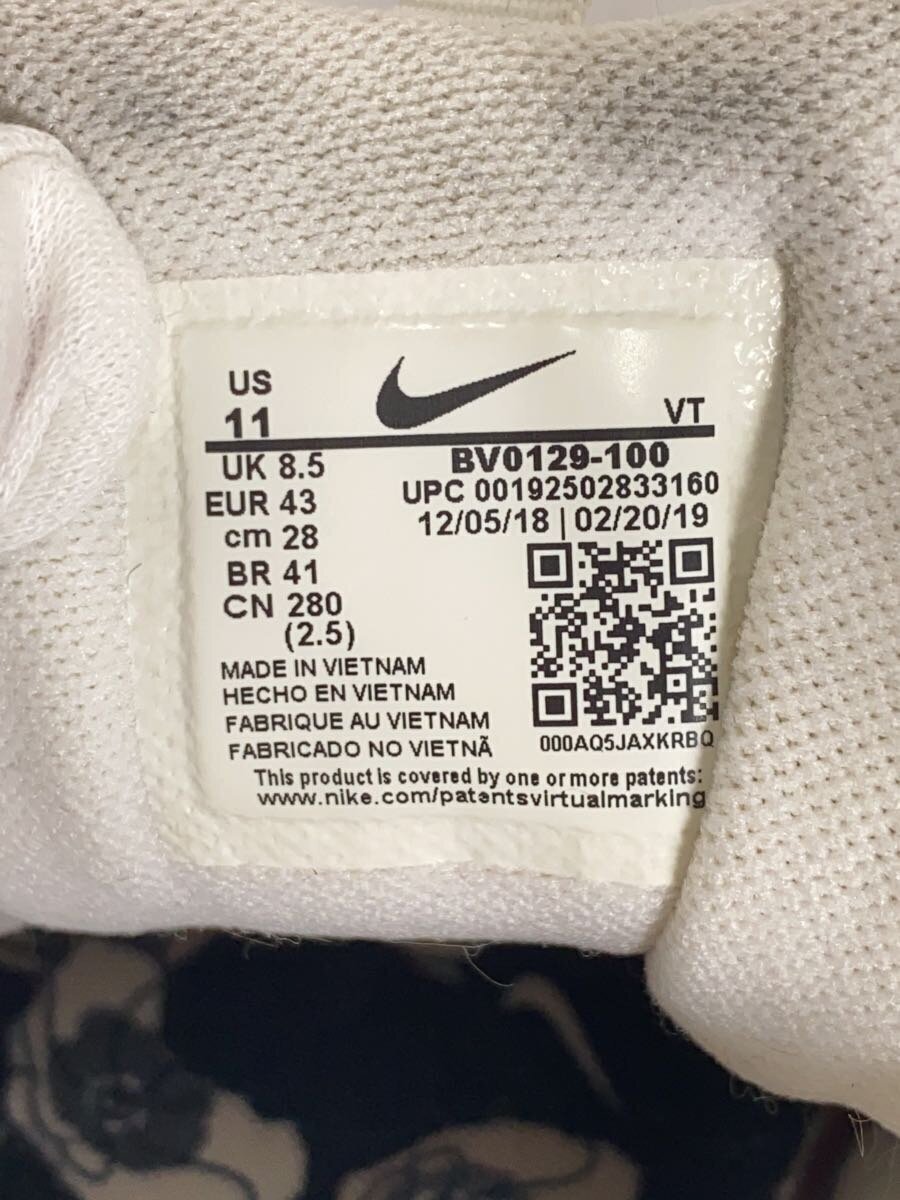 US
11
VT
UK 8.5
EUR 43
cm 28
BR 41
CN 280
(2.5)
BV0129-100
UPC 00192502833160
12/05/18 | 02/20/19
MADE IN VIETNAM
HECHO EN VIETNAM
FABRIQUE AU VIETNAM
FABRICADO NO VIETNÃ
000AQ5JAXKRBQ
This product is covered by one or more patents:
www.nike.com/patentsvirtualmarking